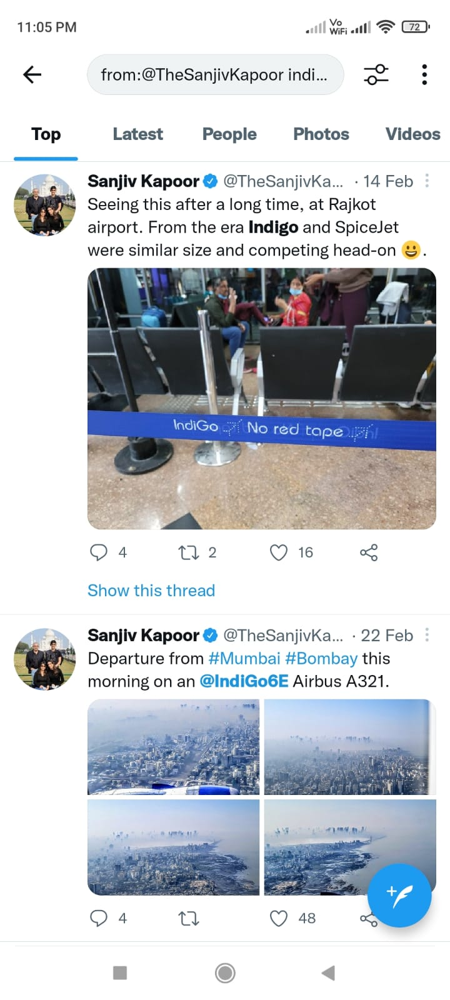 11:05 PM
Vo
WiFi
72
from:@TheSanjivKapoor indi...
Top Latest People Photos Videos
Sanjiv Kapoor @TheSanjivKa... · 14 Feb
Seeing this after a long time, at Rajkot
airport. From the era Indigo and SpiceJet
were similar size and competing head-on 😀.
IndiGo No red tape
4 2 16
Show this thread
Sanjiv Kapoor @TheSanjivKa... · 22 Feb
Departure from #Mumbai #Bombay this
morning on an @IndiGo6E Airbus A321.
4 48